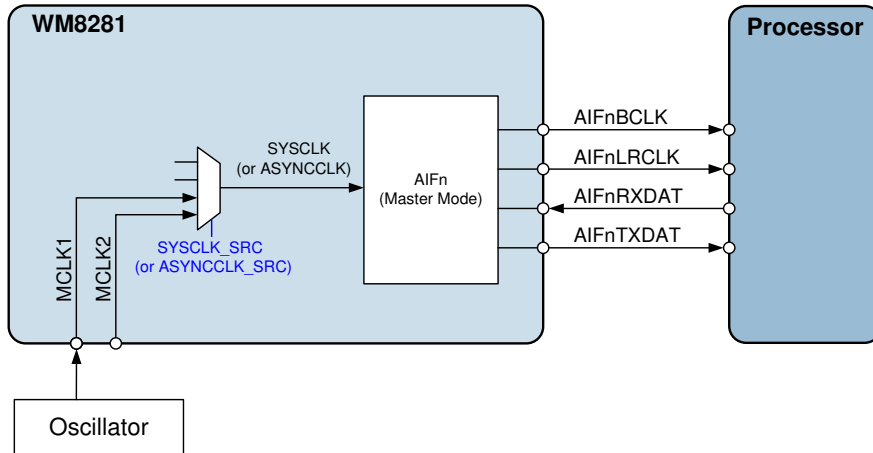 WM8281
Processor
AIFnBCLK
SYSCLK
(or ASYNCCLK)
AIFnLRCLK
AIFn
(Master Mode)
AIFnRXDAT
AIFnTXDAT
SYSCLK_SRC
(or ASYNCCLK_SRC)
MCLK1
MCLK2
Oscillator